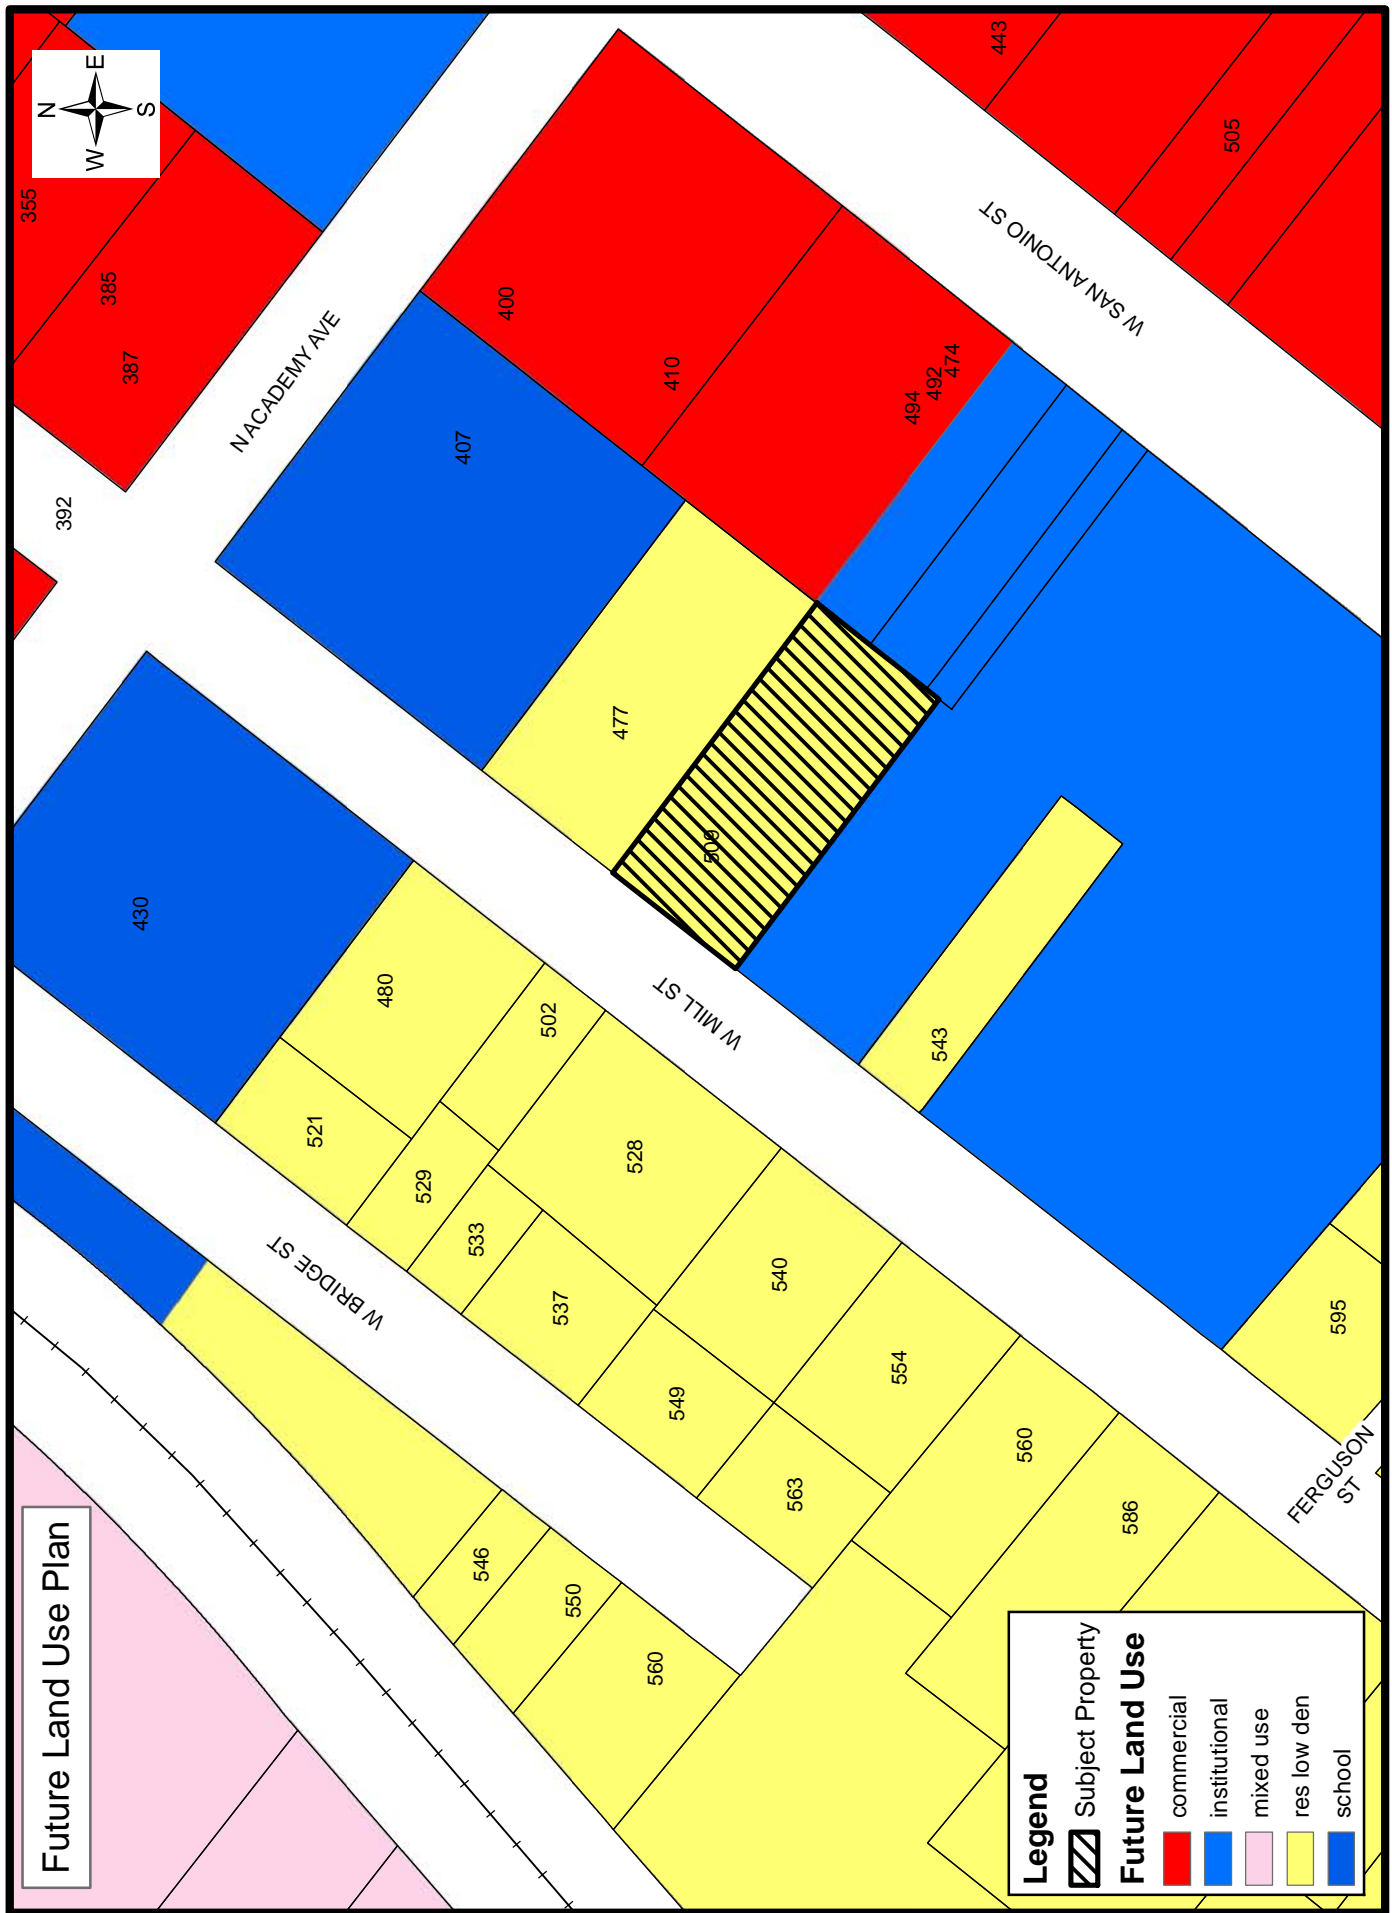 Future Land Use Plan
N
W
E
S
355
385
387
392
443
505
N ACADEMY AVE
400
410
494
492
474
W SAN ANTONIO ST
407
477
509
430
480
502
521
529
533
528
537
540
549
554
563
560
586
W MILL ST
543
595
W BRIDGE ST
546
550
560
FERGUSON
ST
Legend
Subject Property
Future Land Use
commercial
institutional
mixed use
res low den
school